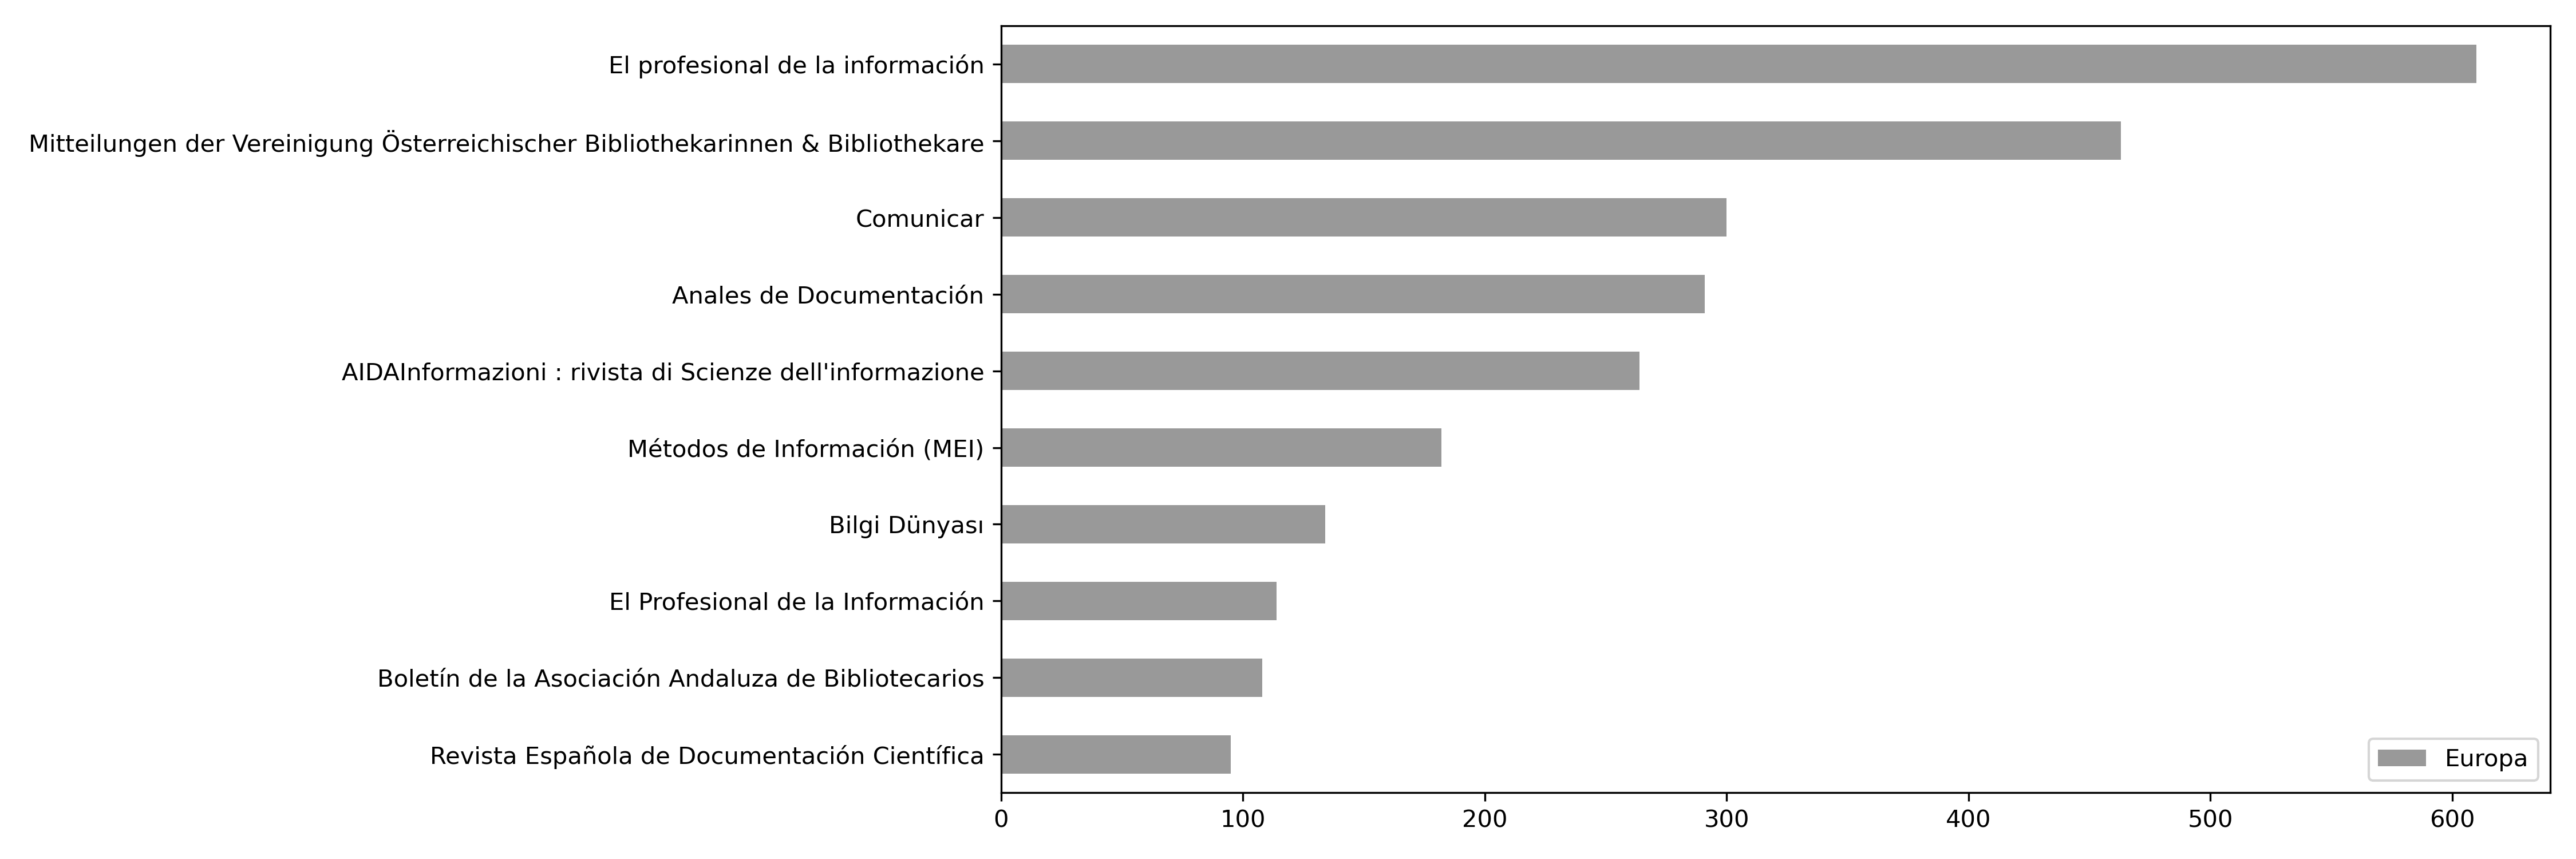 El profesional de la información
Mitteilungen der Vereinigung Österreichischer Bibliothekarinnen & Bibliothekare
Comunicar
Anales de Documentación
AIDAInformazioni : rivista di Scienze dell'informazione
Métodos de Información (MEI)
Bilgi Dünyası
El Profesional de la Información
Boletín de la Asociación Andaluza de Bibliotecarios
Revista Española de Documentación Científica
Europa
0 100 200 300 400 500 600